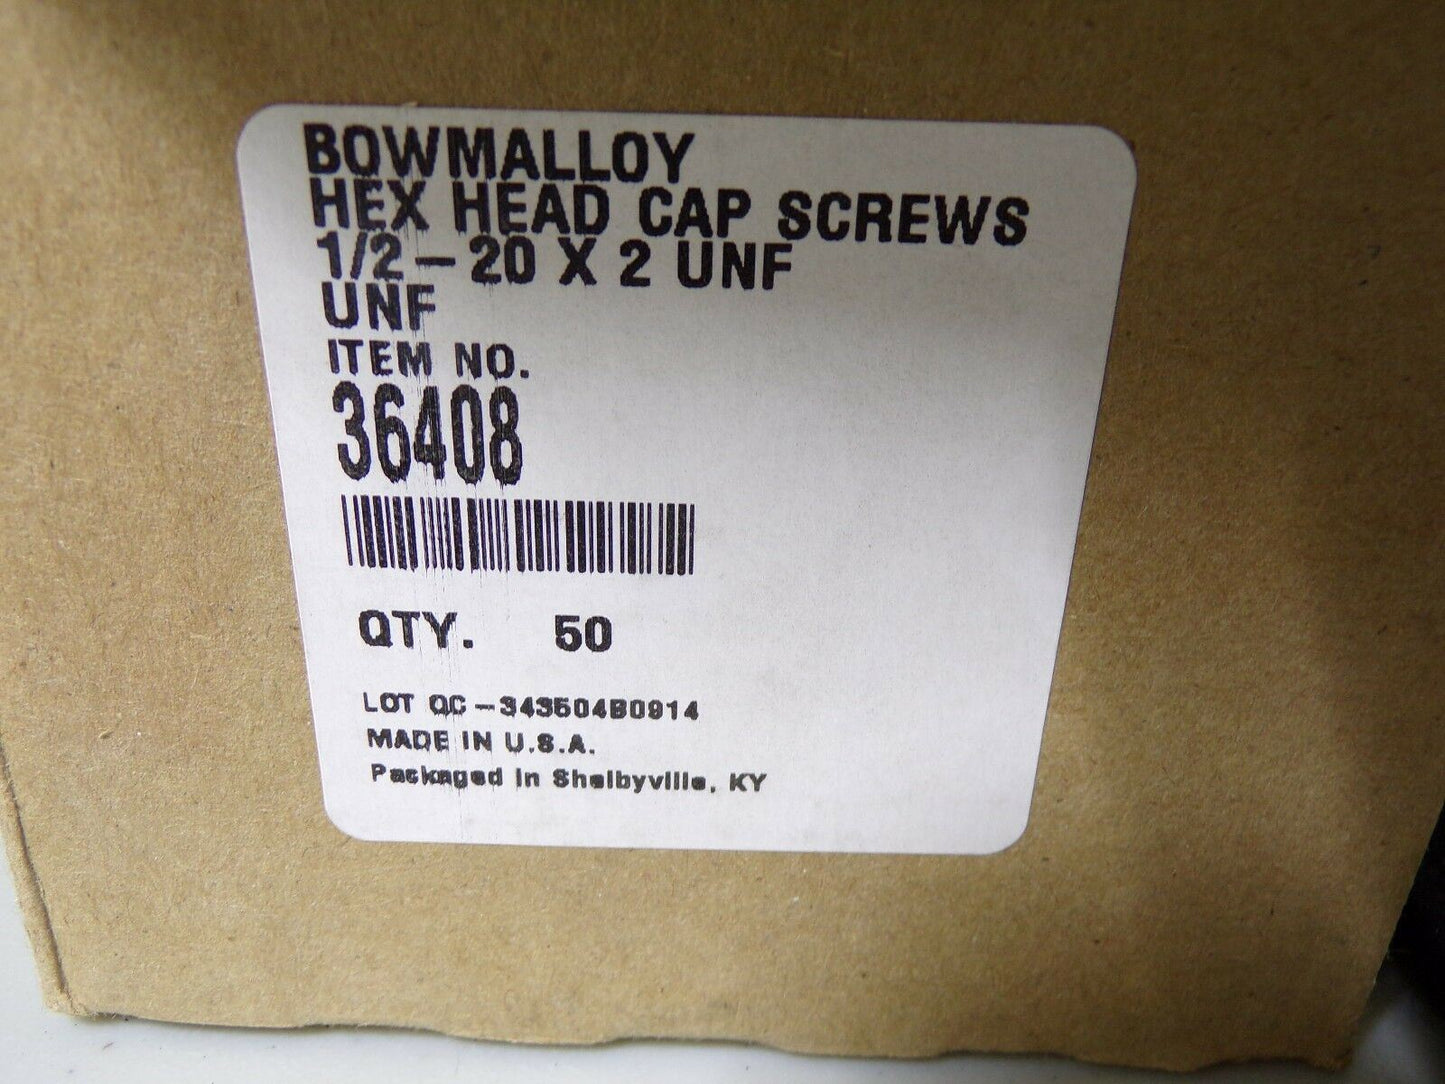 BOWMALLOY
HEX HEAD CAP SCREWS
1/2-20 X 2 UNF
UNF
ITEM NO.
36408
QTY. 50
LOT QC-343504B0914
MADE IN U.S.A.
Packaged in Shelbyville, KY